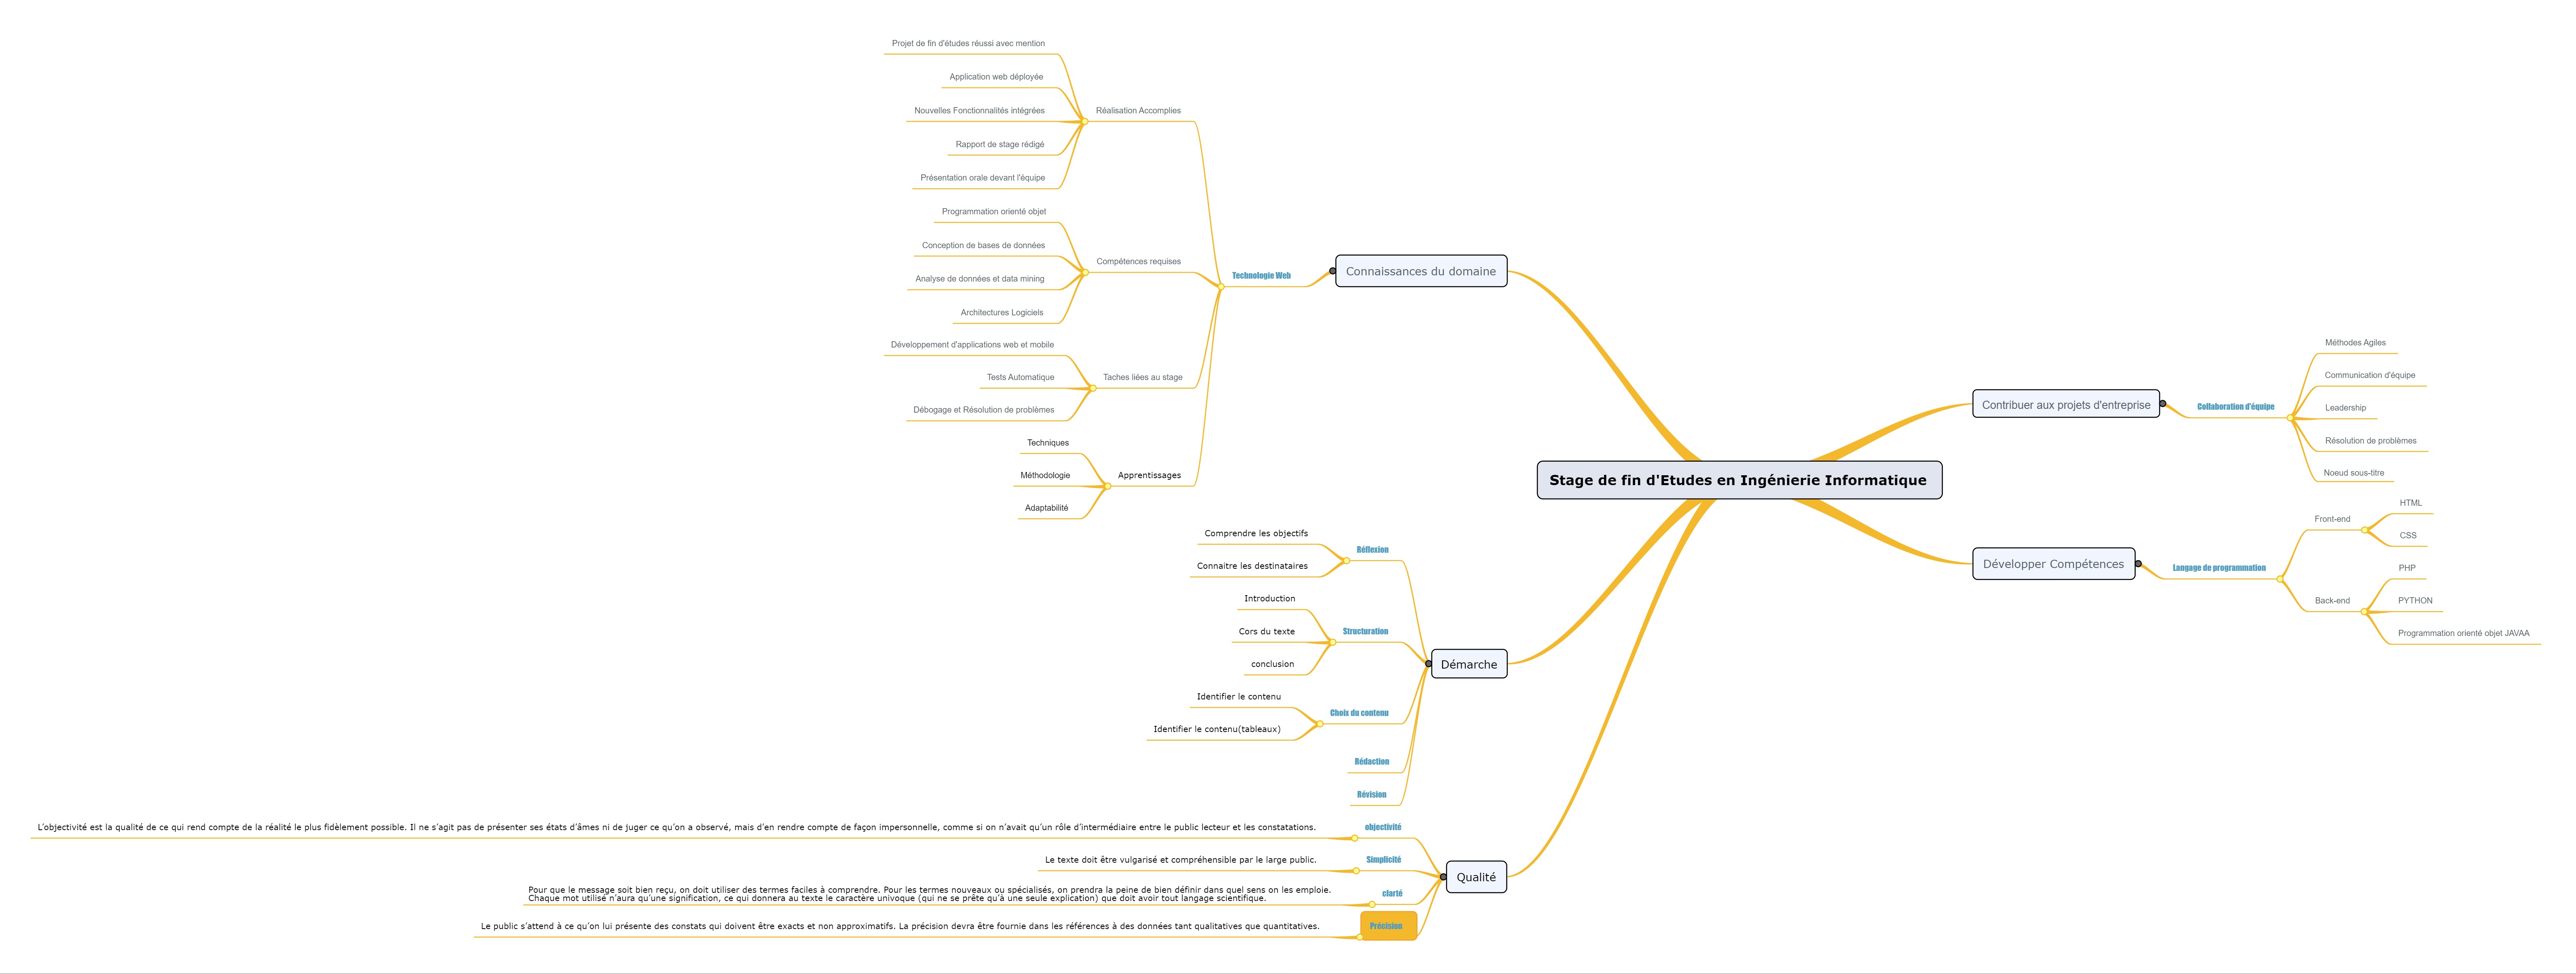 Stage de fin d'Etudes en Ingénierie Informatique
Connaissances du domaine
Technologie Web
Réalisation Accomplies
Projet de fin d'études réussi avec mention
Application web déployée
Nouvelles Fonctionnalités intégrées
Rapport de stage rédigé
Présentation orale devant l'équipe
Compétences requises
Programmation orienté objet
Conception de bases de données
Analyse de données et data mining
Architectures Logiciels
Taches liées au stage
Développement d'applications web et mobile
Tests Automatique
Débogage et Résolution de problèmes
Apprentissages
Techniques
Méthodologie
Adaptabilité
Contribuer aux projets d'entreprise
Collaboration d'équipe
Méthodes Agiles
Communication d'équipe
Leadership
Résolution de problèmes
Noeud sous-titre
Développer Compétences
Langage de programmation
Front-end
HTML
CSS
Back-end
PHP
PYTHON
Programmation orienté objet JAVAA
Démarche
Réflexion
Comprendre les objectifs
Connaitre les destinataires
Structuration
Introduction
Cors du texte
conclusion
Choix du contenu
Identifier le contenu
Identifier le contenu(tableaux)
Rédaction
Révision
Qualité
objectivité
L’objectivité est la qualité de ce qui rend compte de la réalité le plus fidèlement possible. Il ne s’agit pas de présenter ses états d’âmes ni de juger ce qu’on a observé, mais d’en rendre compte de façon impersonnelle, comme si on n’avait qu’un rôle d’intermédiaire entre le public lecteur et les constatations.
Simplicité
Le texte doit être vulgarisé et compréhensible par le large public.
clarté
Pour que le message soit bien reçu, on doit utiliser des termes faciles à comprendre. Pour les termes nouveaux ou spécialisés, on prendra la peine de bien définir dans quel sens on les emploie.
Chaque mot utilisé n’aura qu’une signification, ce qui donnera au texte le caractère univoque (qui ne se prête qu’à une seule explication) que doit avoir tout langage scientifique.
Précision
Le public s’attend à ce qu’on lui présente des constats qui doivent être exacts et non approximatifs. La précision devra être fournie dans les références à des données tant qualitatives que quantitatives.